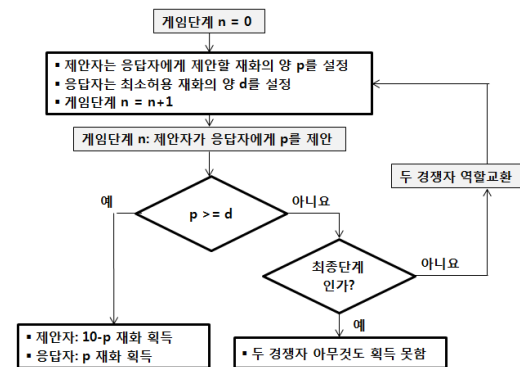 게임단계 n = 0
▪ 제안자는 응답자에게 제안할 재화의 양 p를 설정
▪ 응답자는 최소허용 재화의 양 d를 설정
▪ 게임단계 n = n+1
게임단계 n: 제안자가 응답자에게 p를 제안
두 경쟁자 역할교환
예
p >= d
아니요
최종단계
인가?
아니요
예
▪ 제안자: 10-p 재화 획득
▪ 응답자: p 재화 획득
▪ 두 경쟁자 아무것도 획득 못함